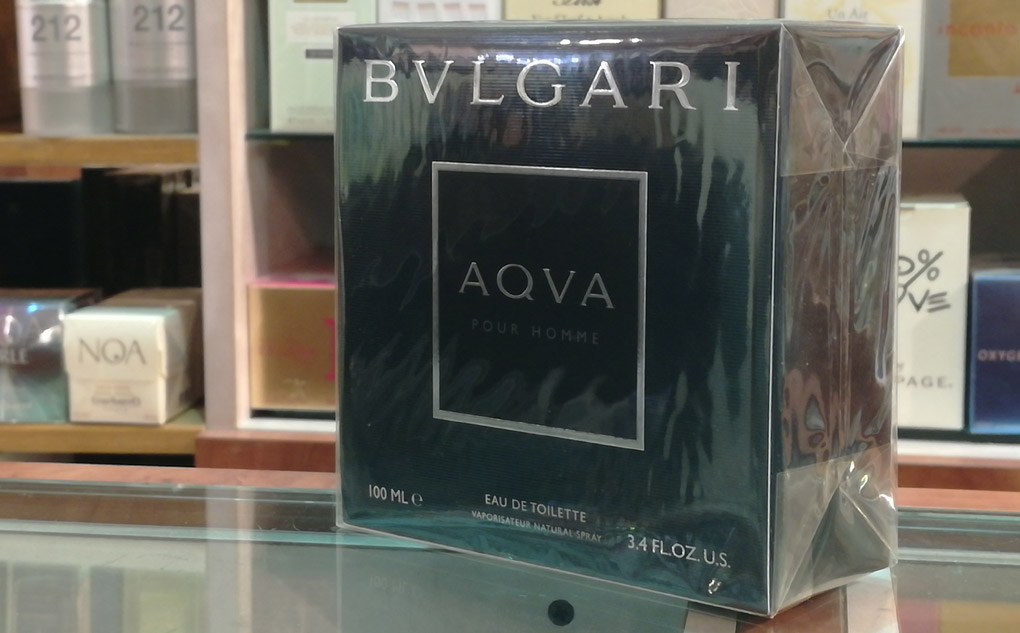 212
212
BVLGARI
AQVA
POUR HOMME
100 ML e
EAU DE TOILETTE
VAPORISATEUR NATURAL SPRAY
3.4 FL.OZ. U.S.
NOA
PAGE.